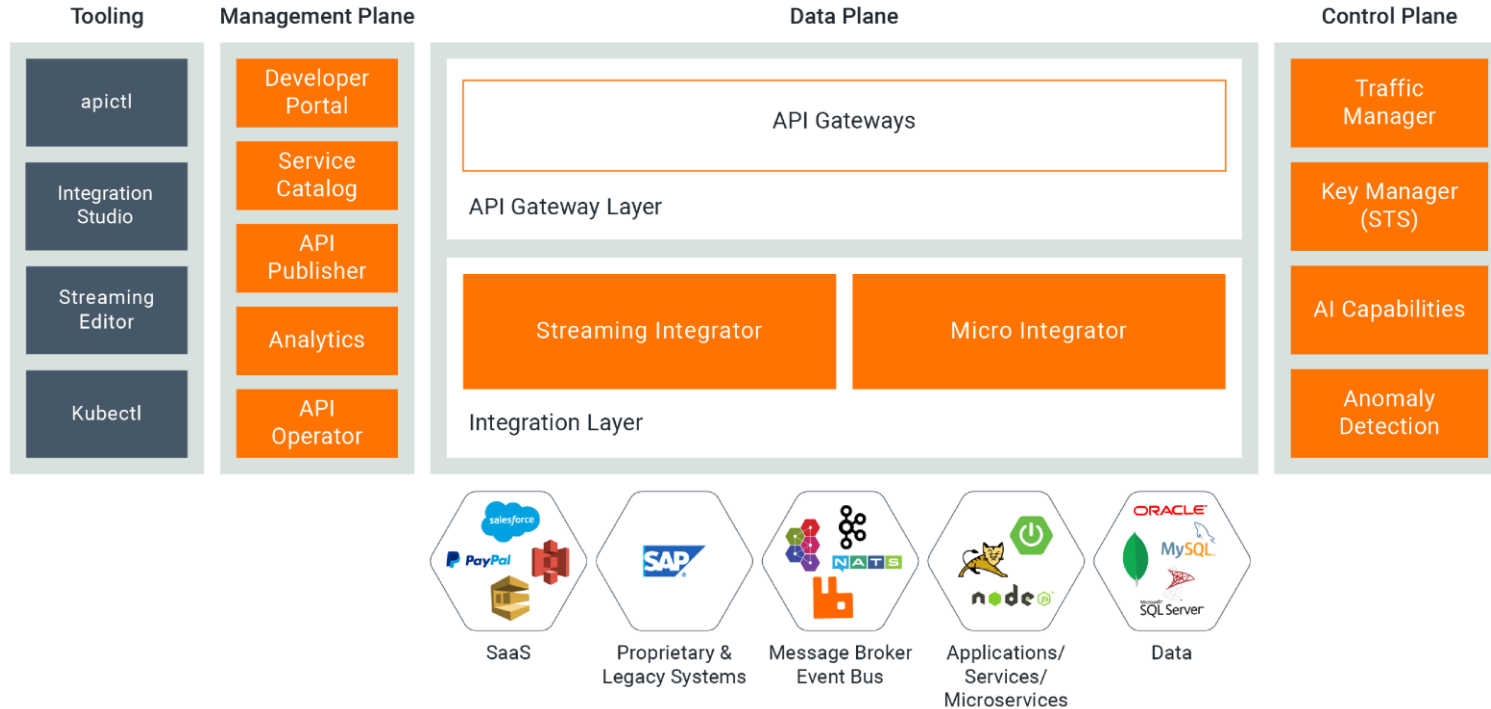 Tooling
Management Plane
Data Plane
Control Plane
apictl
Integration
Studio
Streaming
Editor
Kubectl
Developer
Portal
Service
Catalog
API
Publisher
Analytics
API
Operator
API Gateways
API Gateway Layer
Streaming Integrator
Micro Integrator
Integration Layer
Traffic
Manager
Key Manager
(STS)
AI Capabilities
Anomaly
Detection
salesforce
PayPal
SaaS
SAP
Proprietary &
Legacy Systems
NATS
Message Broker
Event Bus
node
Applications/
Services/
Microservices
ORACLE
MySQL
Microsoft
SQL Server
Data